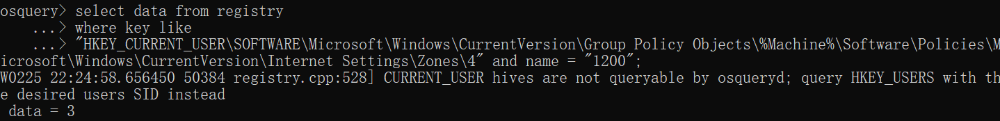 osquery> select data from registry
    ...> where key like
    ...> "HKEY_CURRENT_USER\SOFTWARE\Microsoft\Windows\CurrentVersion\Group Policy Objects\%Machine%\Software\Policies\M
icrosoft\Windows\CurrentVersion\Internet Settings\Zones\4" and name = "1200";
W0225 22:24:58.656450 50384 registry.cpp:528] CURRENT_USER hives are not queryable by osqueryd; query HKEY_USERS with th
e desired users SID instead
 data = 3